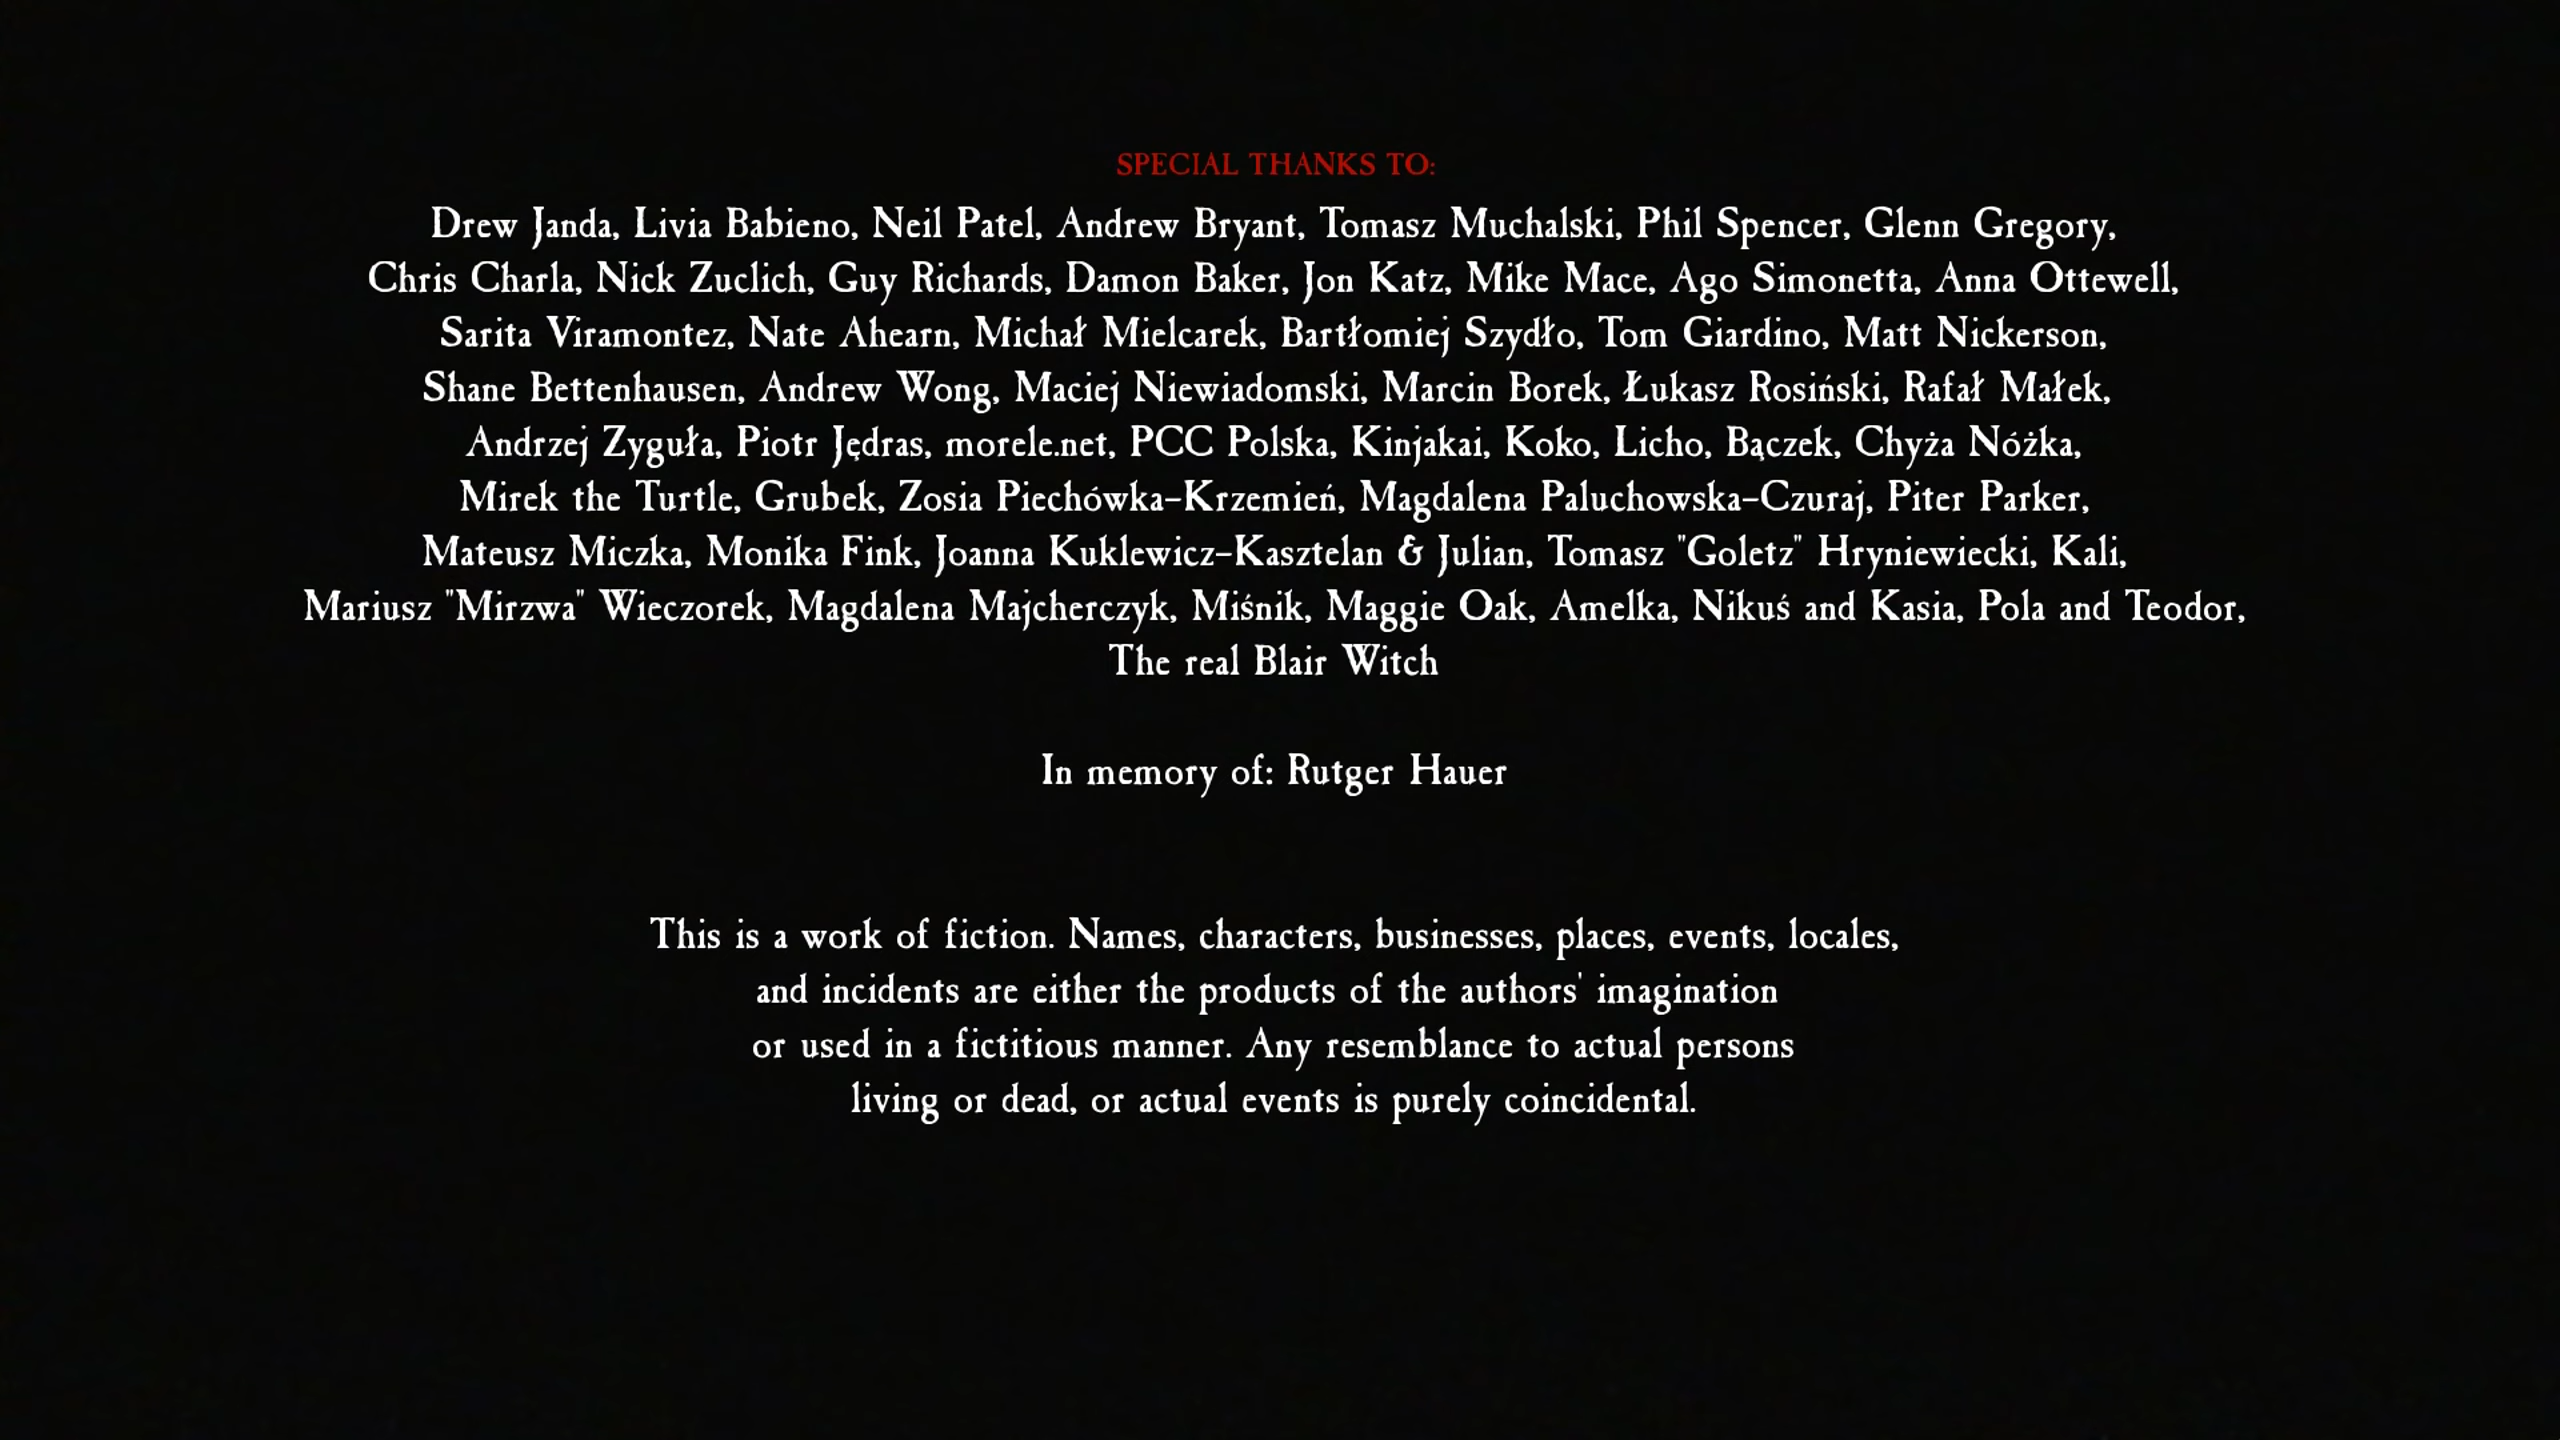 SPECIAL THANKS TO:
Drew Janda, Livia Babieno, Neil Patel, Andrew Bryant, Tomasz Muchalski, Phil Spencer, Glenn Gregory,
Chris Charla, Nick Zuclich, Guy Richards, Damon Baker, Jon Katz, Mike Mace, Ago Simonetta, Anna Ottewell,
Sarita Viramontez, Nate Ahearn, Michał Mielcarek, Bartłomiej Szydło, Tom Giardino, Matt Nickerson,
Shane Bettenhausen, Andrew Wong, Maciej Niewiadomski, Marcin Borek, Łukasz Rosiński, Rafał Małek,
Andrzej Zyguła, Piotr Jędras, morele.net, PCC Polska, Kinjakai, Koko, Licho, Bączek, Chyża Nóżka,
Mirek the Turtle, Grubek, Zosia Piechówka-Krzemień, Magdalena Paluchowska-Czuraj, Piter Parker,
Mateusz Miczka, Monika Fink, Joanna Kuklewicz-Kasztelan & Julian, Tomasz "Goletz" Hryniewiecki, Kali,
Mariusz "Mirzwa" Wieczorek, Magdalena Majcherczyk, Miśnik, Maggie Oak, Amelka, Nikuś and Kasia, Pola and Teodor,
The real Blair Witch
In memory of: Rutger Hauer
This is a work of fiction. Names, characters, businesses, places, events, locales,
and incidents are either the products of the authors' imagination
or used in a fictitious manner. Any resemblance to actual persons
living or dead, or actual events is purely coincidental.